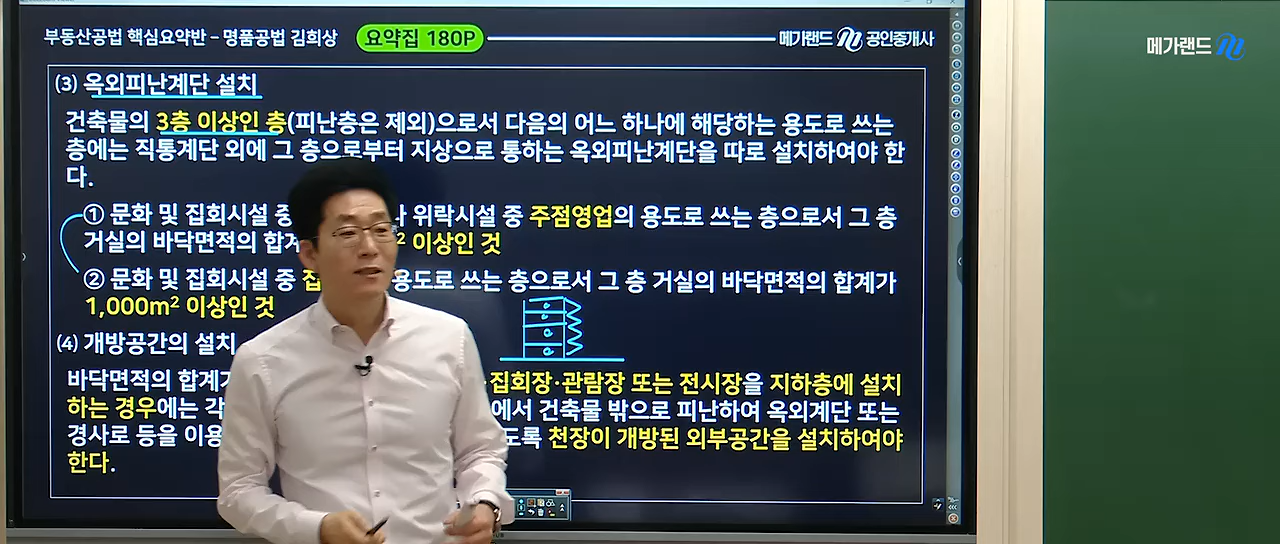 부동산공법 핵심요약반 – 명품공법 김희상 요약집 180P 메가랜드 공인중개사
메가랜드
(3) 옥외피난계단 설치
건축물의 3층 이상인 층(피난층은 제외)으로서 다음의 어느 하나에 해당하는 용도로 쓰는
층에는 직통계단 외에 그 층으로부터 지상으로 통하는 옥외피난계단을 따로 설치하여야 한
다.
① 문화 및 집회시설 중 위락시설 중 주점영업의 용도로 쓰는 층으로서 그 층
거실의 바닥면적의 합계 이상인 것
② 문화 및 집회시설 중 용도로 쓰는 층으로서 그 층 거실의 바닥면적의 합계가
1,000m² 이상인 것
(4) 개방공간의 설치
바닥면적의 합계가 ·집회장·관람장 또는 전시장을 지하층에 설치
하는 경우에는 각 에서 건축물 밖으로 피난하여 옥외계단 또는
경사로 등을 이용 도록 천장이 개방된 외부공간을 설치하여야
한다.